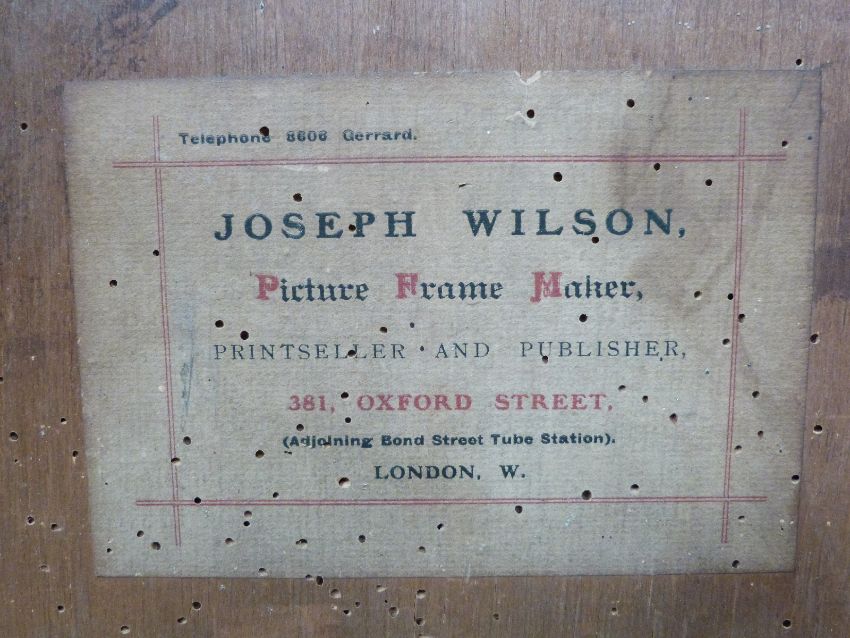 Telephone 8606 Gerrard.
JOSEPH WILSON,
Picture Frame Maker,
PRINTSELLER AND PUBLISHER,
381, OXFORD STREET,
(Adjoining Bond Street Tube Station).
LONDON, W.